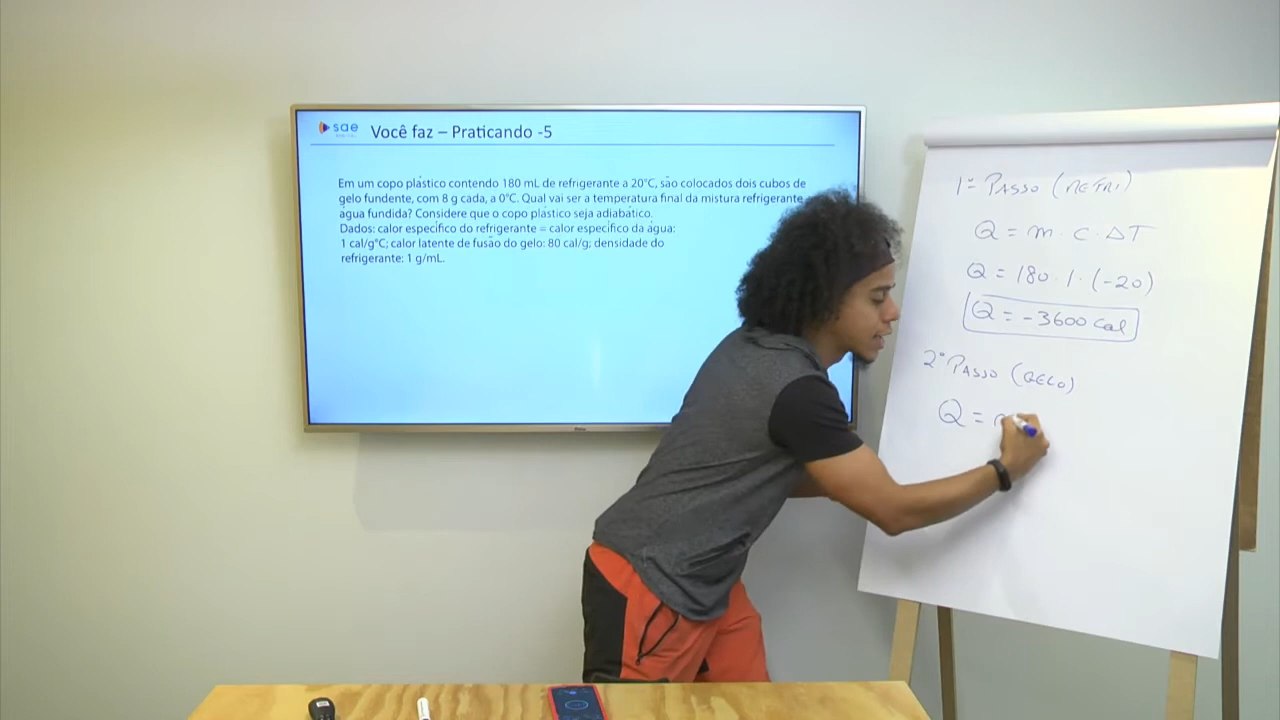 sae
Você faz – Praticando -5
Em um copo plástico contendo 180 mL de refrigerante a 20°C, são colocados dois cubos de
gelo fundente, com 8 g cada, a 0°C. Qual vai ser a temperatura final da mistura refrigerante
água fundida? Considere que o copo plástico seja adiabático.
Dados: calor específico do refrigerante = calor específico da água:
1 cal/g°C; calor latente de fusão do gelo: 80 cal/g; densidade do
refrigerante: 1 g/mL.
1º PASSO (REFRI)
Q = m · c · ΔT
Q = 180 · 1 · (-20)
Q = -3600 cal
2º PASSO (GELO)
Q =